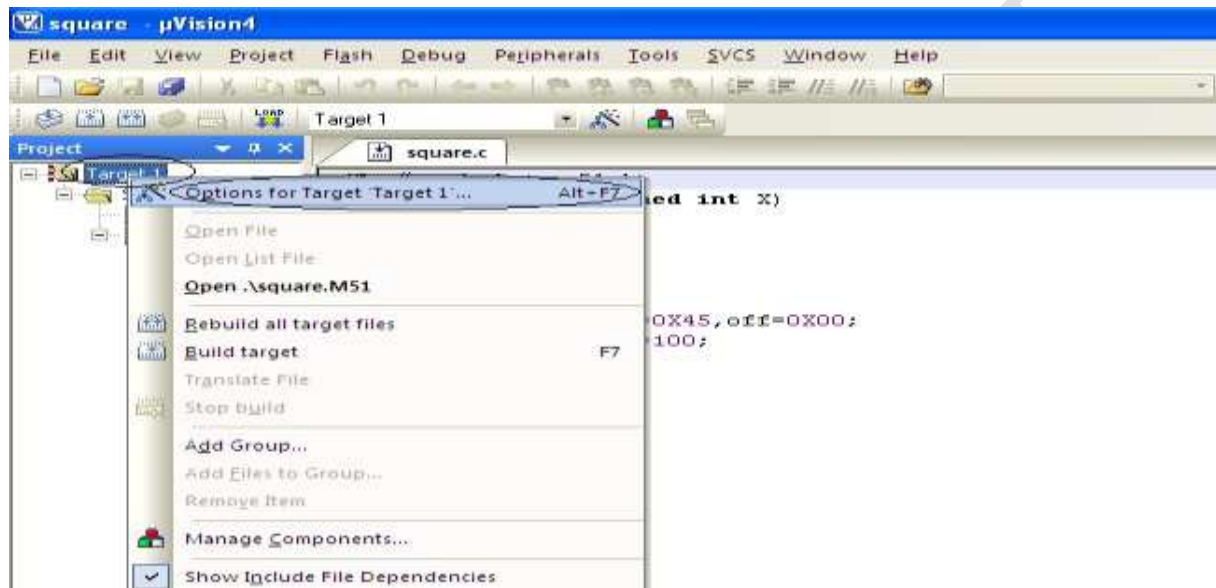 square - µVision4
File Edit View Project Flash Debug Peripherals Tools SVCS Window Help
LOAD Target 1
Project
square.c
Target 1
Options for Target 'Target 1'... Alt+F7
ed int X)
Open File
Open List File
Open .\square.M51
Rebuild all target files
0X45,off=0X00;
Build target F7
100;
Translate File
Stop build
Add Group...
Add Files to Group...
Remove Item
Manage Components...
Show Include File Dependencies